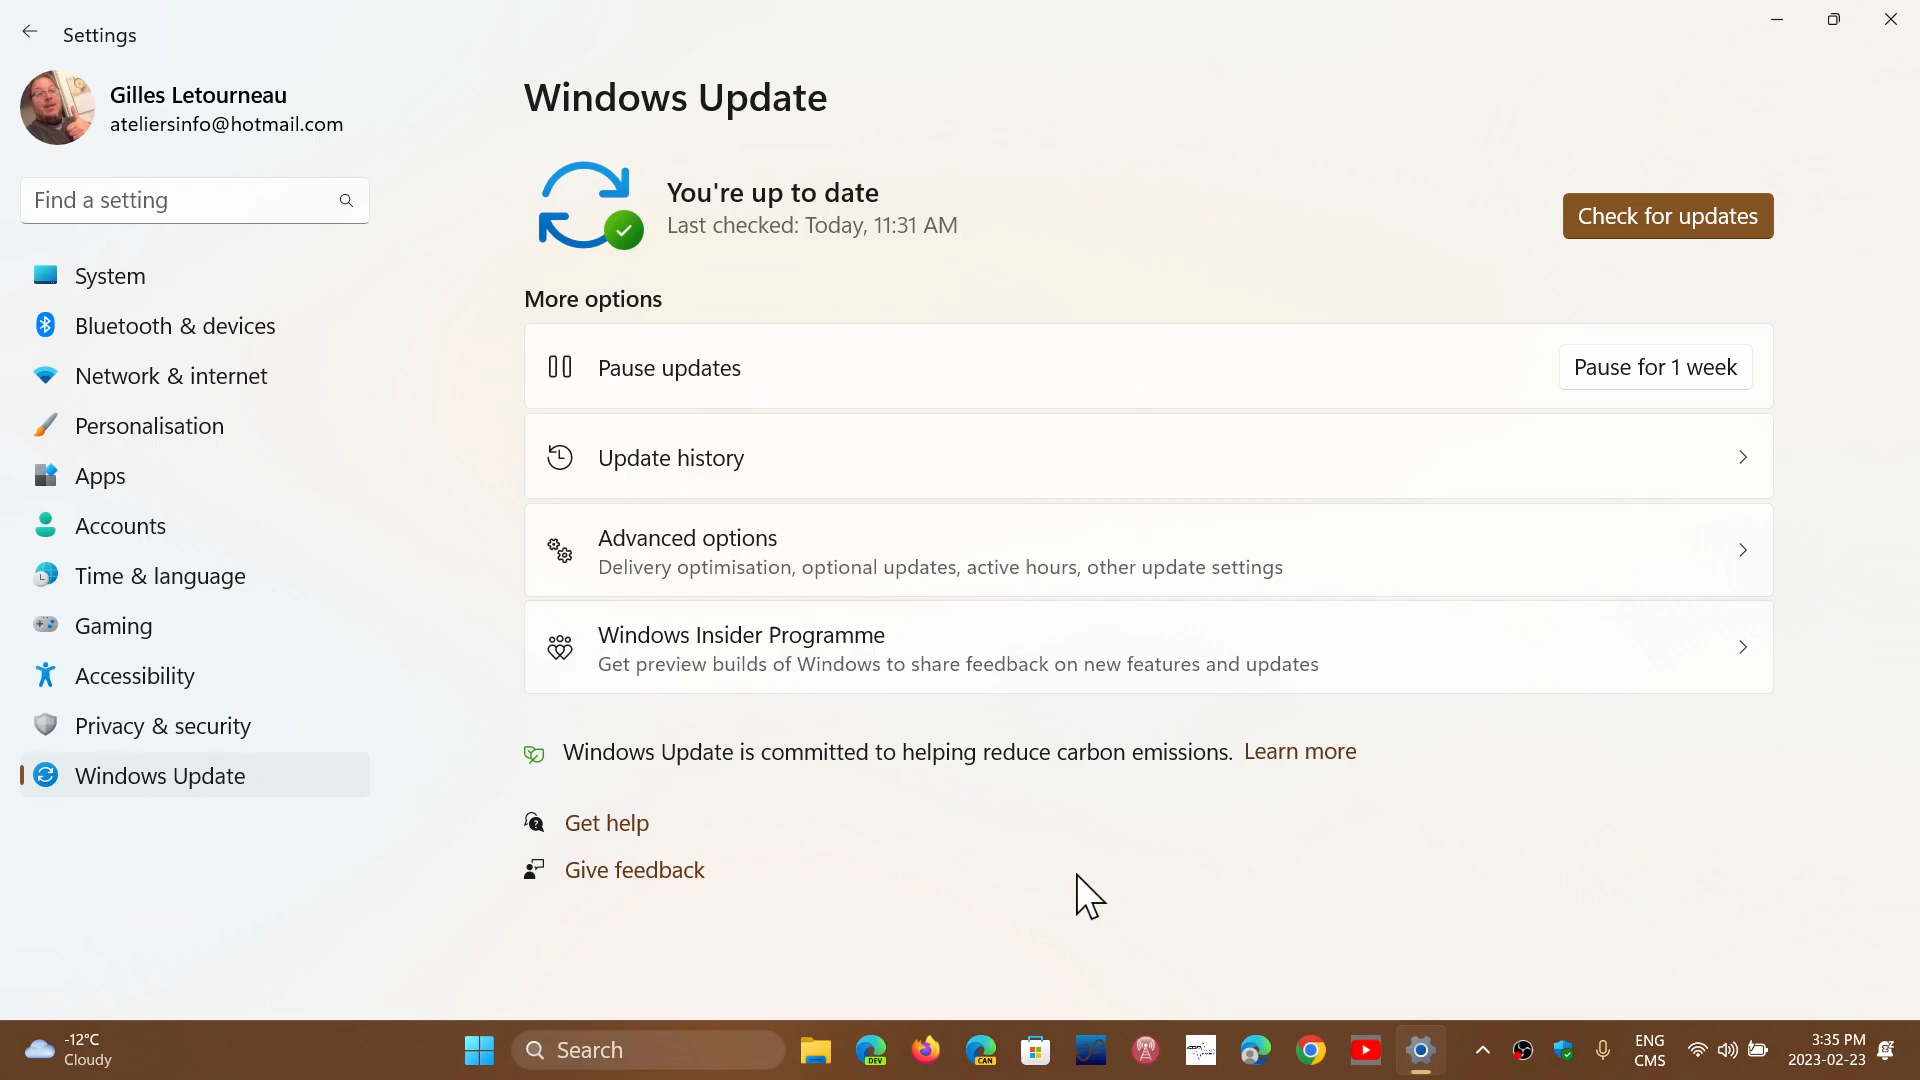 Settings
Gilles Letourneau
ateliersinfo@hotmail.com
Find a setting
System
Bluetooth & devices
Network & internet
Personalisation
Apps
Accounts
Time & language
Gaming
Accessibility
Privacy & security
Windows Update
Windows Update
You're up to date
Last checked: Today, 11:31 AM
Check for updates
More options
Pause updates
Pause for 1 week
Update history
Advanced options
Delivery optimisation, optional updates, active hours, other update settings
Windows Insider Programme
Get preview builds of Windows to share feedback on new features and updates
Windows Update is committed to helping reduce carbon emissions. Learn more
Get help
Give feedback
-12°C
Cloudy
Search
DEV
CAN
ENG
CMS
3:35 PM
2023-02-23